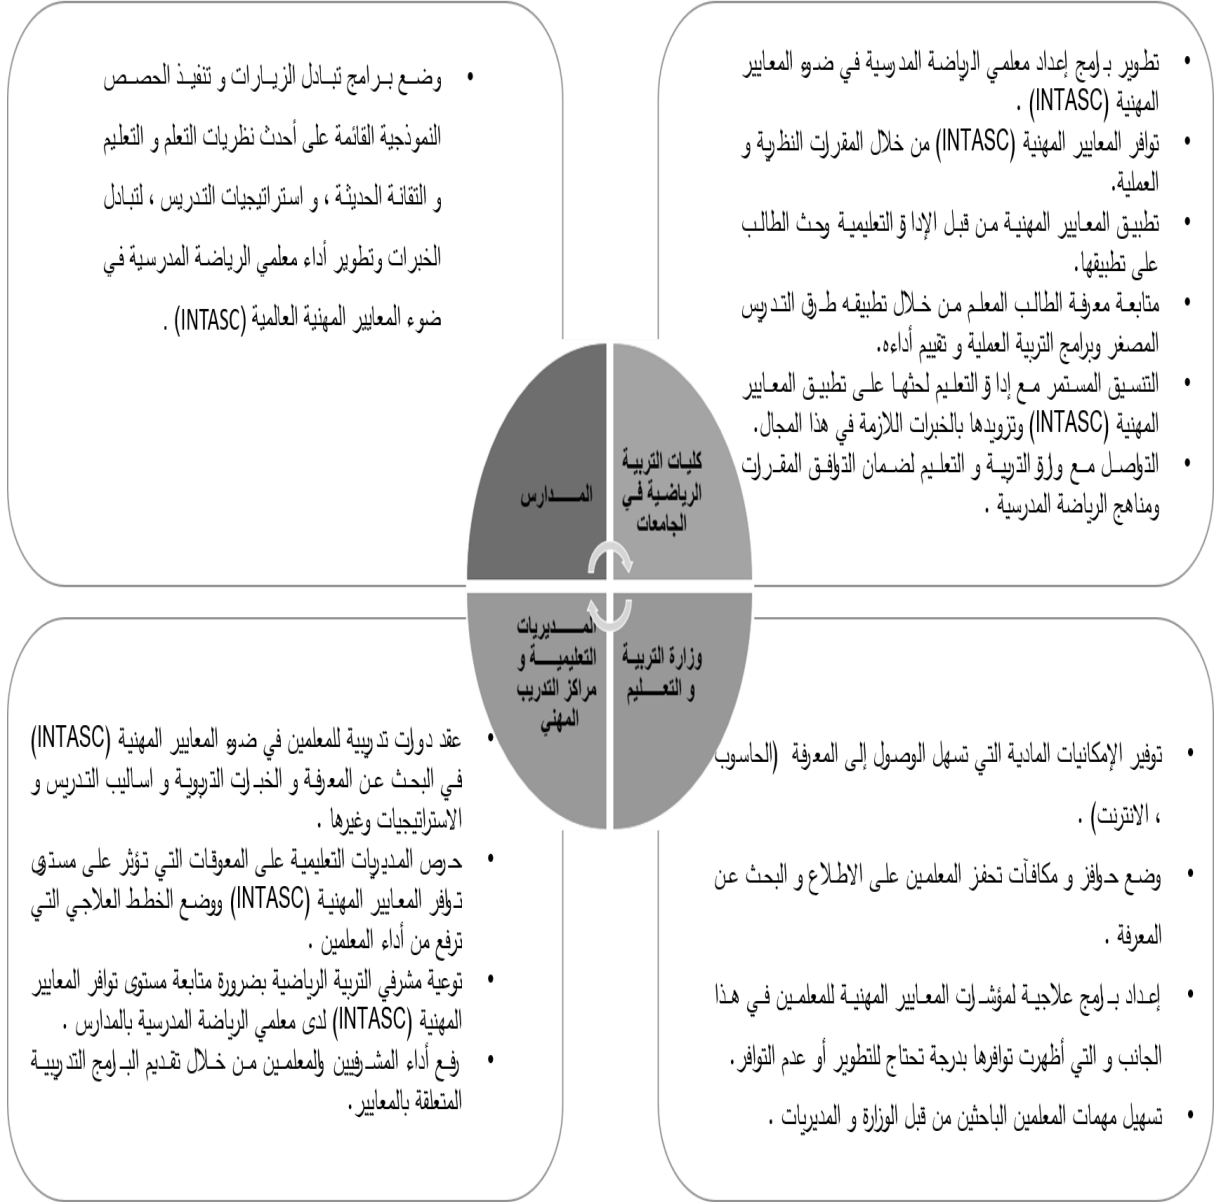 تطوير برامج إعداد معلمي الرياضة المدرسية في ضوء المعايير
المهنية (INTASC) .
توافر المعايير المهنية (INTASC) من خلال المقررات النظرية و
العملية.
تطبيق المعايير المهنية من قبل الإدارة التعليمية وحث الطالب
على تطبيقها.
متابعة معرفة الطالب المعلم من خلال تطبيقه طرق التدريس
المصغر وبرامج التربية العملية و تقييم أداءه.
التنسيق المستمر مع إدارة التعليم لحثها على تطبيق المعايير
المهنية (INTASC) وتزويدها بالخبرات اللازمة في هذا المجال.
التواصل مع وزارة التربية و التعليم لضمان التوافق المقررات
ومناهج الرياضة المدرسية .
وضع برامج تبادل الزيارات و تنفيذ الحصص
النموذجية القائمة على أحدث نظريات التعلم و التعليم
و التقانة الحديثة ، و استراتيجيات التدريس ، لتبادل
الخبرات وتطوير أداء معلمي الرياضة المدرسية في
ضوء المعايير المهنية العالمية (INTASC) .
كليات التربية
الرياضية في
الجامعات
المدارس
وزارة التربية
و التعليم
المديريات
التعليمية و
مراكز التدريب
المهني
توفير الإمكانيات المادية التي تسهل الوصول إلى المعرفة (الحاسوب
، الانترنت) .
وضع حوافز و مكافآت تحفز المعلمين على الاطلاع و البحث عن
المعرفة .
إعداد برامج علاجية لمؤشرات المعايير المهنية للمعلمين في هذا
الجانب و التي أظهرت توافرها بدرجة تحتاج للتطوير أو عدم التوافر.
تسهيل مهمات المعلمين الباحثين من قبل الوزارة و المديريات .
عقد دورات تدريبية للمعلمين في ضوء المعايير المهنية (INTASC)
في البحث عن المعرفة و الخبرات التربوية و اساليب التدريس و
الاستراتيجيات وغيرها .
حرص المديريات التعليمية على المعوقات التي تؤثر على مستوى
توافر المعايير المهنية (INTASC) ووضع الخطط العلاجي التي
ترفع من أداء المعلمين .
توعية مشرفي التربية الرياضية بضرورة متابعة مستوى توافر المعايير
المهنية (INTASC) لدى معلمي الرياضة المدرسية بالمدارس .
رفع أداء المشرفيين والمعلمين من خلال تقديم البرامج التدريبية
المتعلقة بالمعايير.